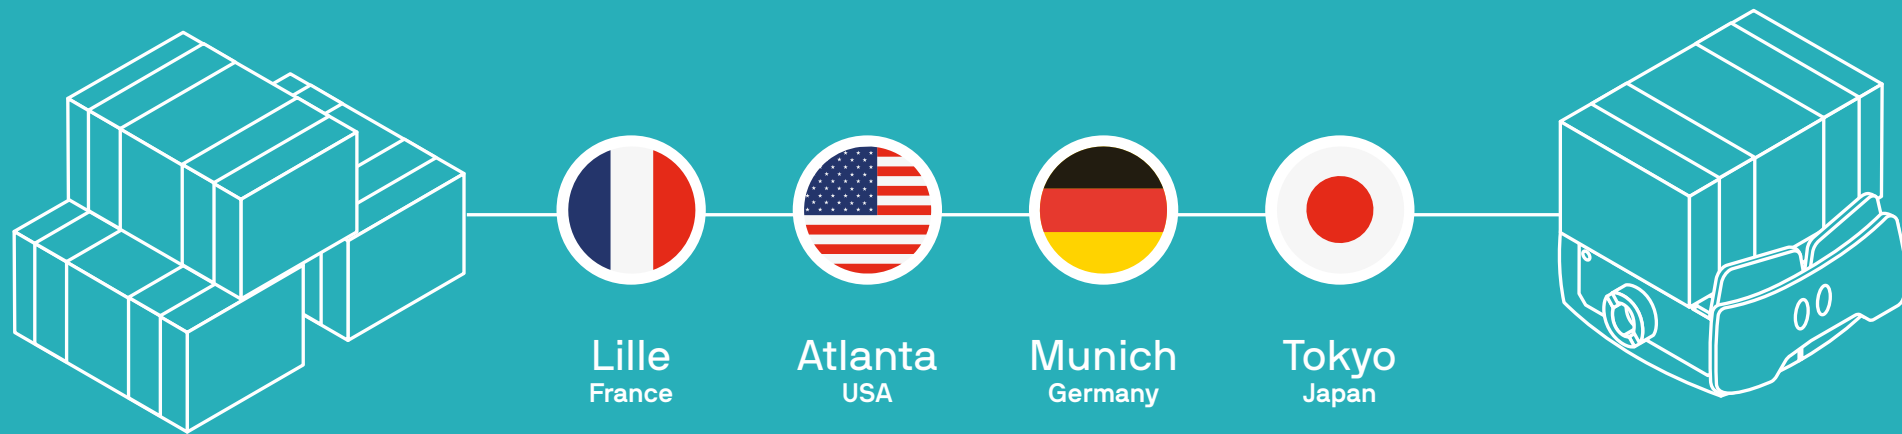 Lille
France
Atlanta
USA
Munich
Germany
Tokyo
Japan